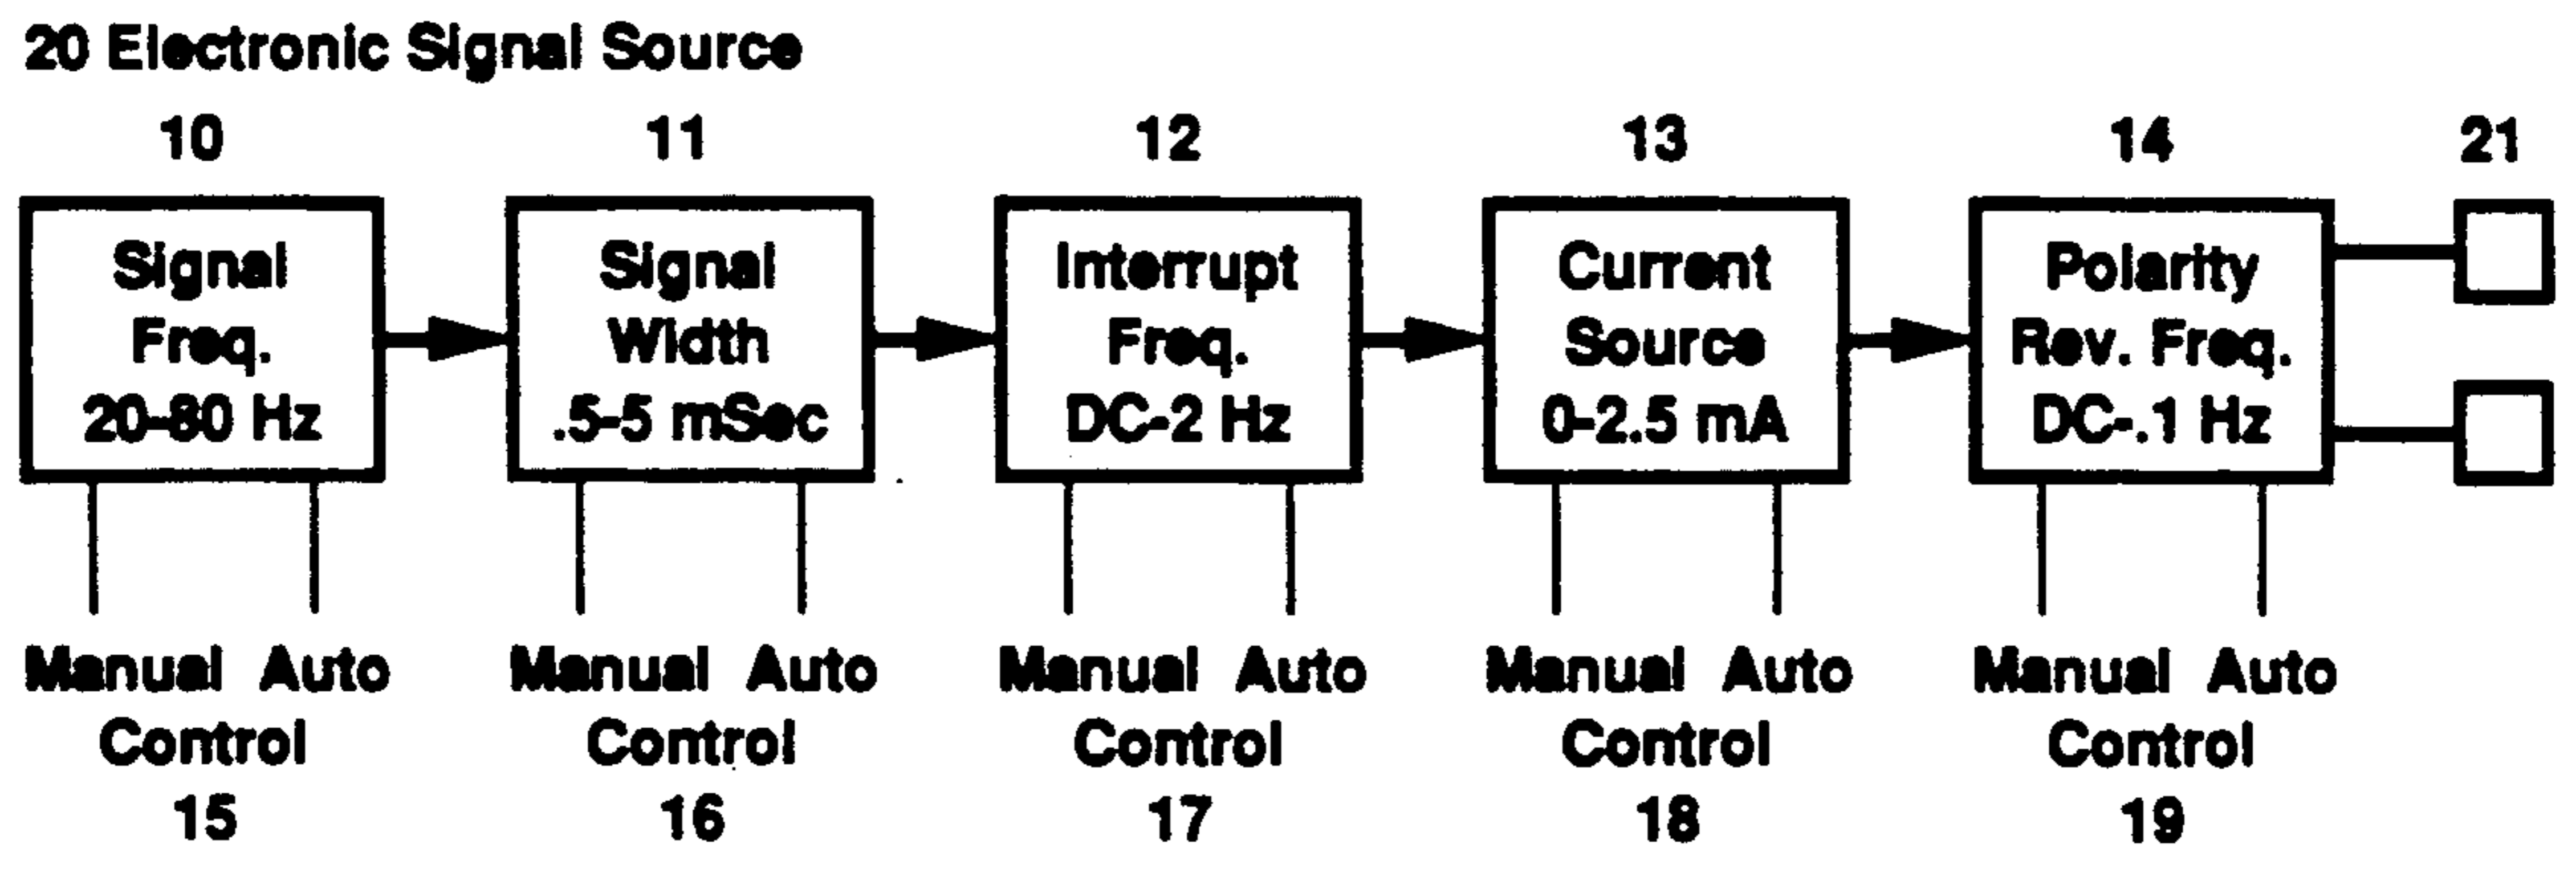 20 Electronic Signal Source
10 11 12 13 14 21
Signal Freq. 20-80 Hz
Signal Width .5-5 mSec
Interrupt Freq. DC-2 Hz
Current Source 0-2.5 mA
Polarity Rev. Freq. DC-.1 Hz
Manual Auto Control 15
Manual Auto Control 16
Manual Auto Control 17
Manual Auto Control 18
Manual Auto Control 19